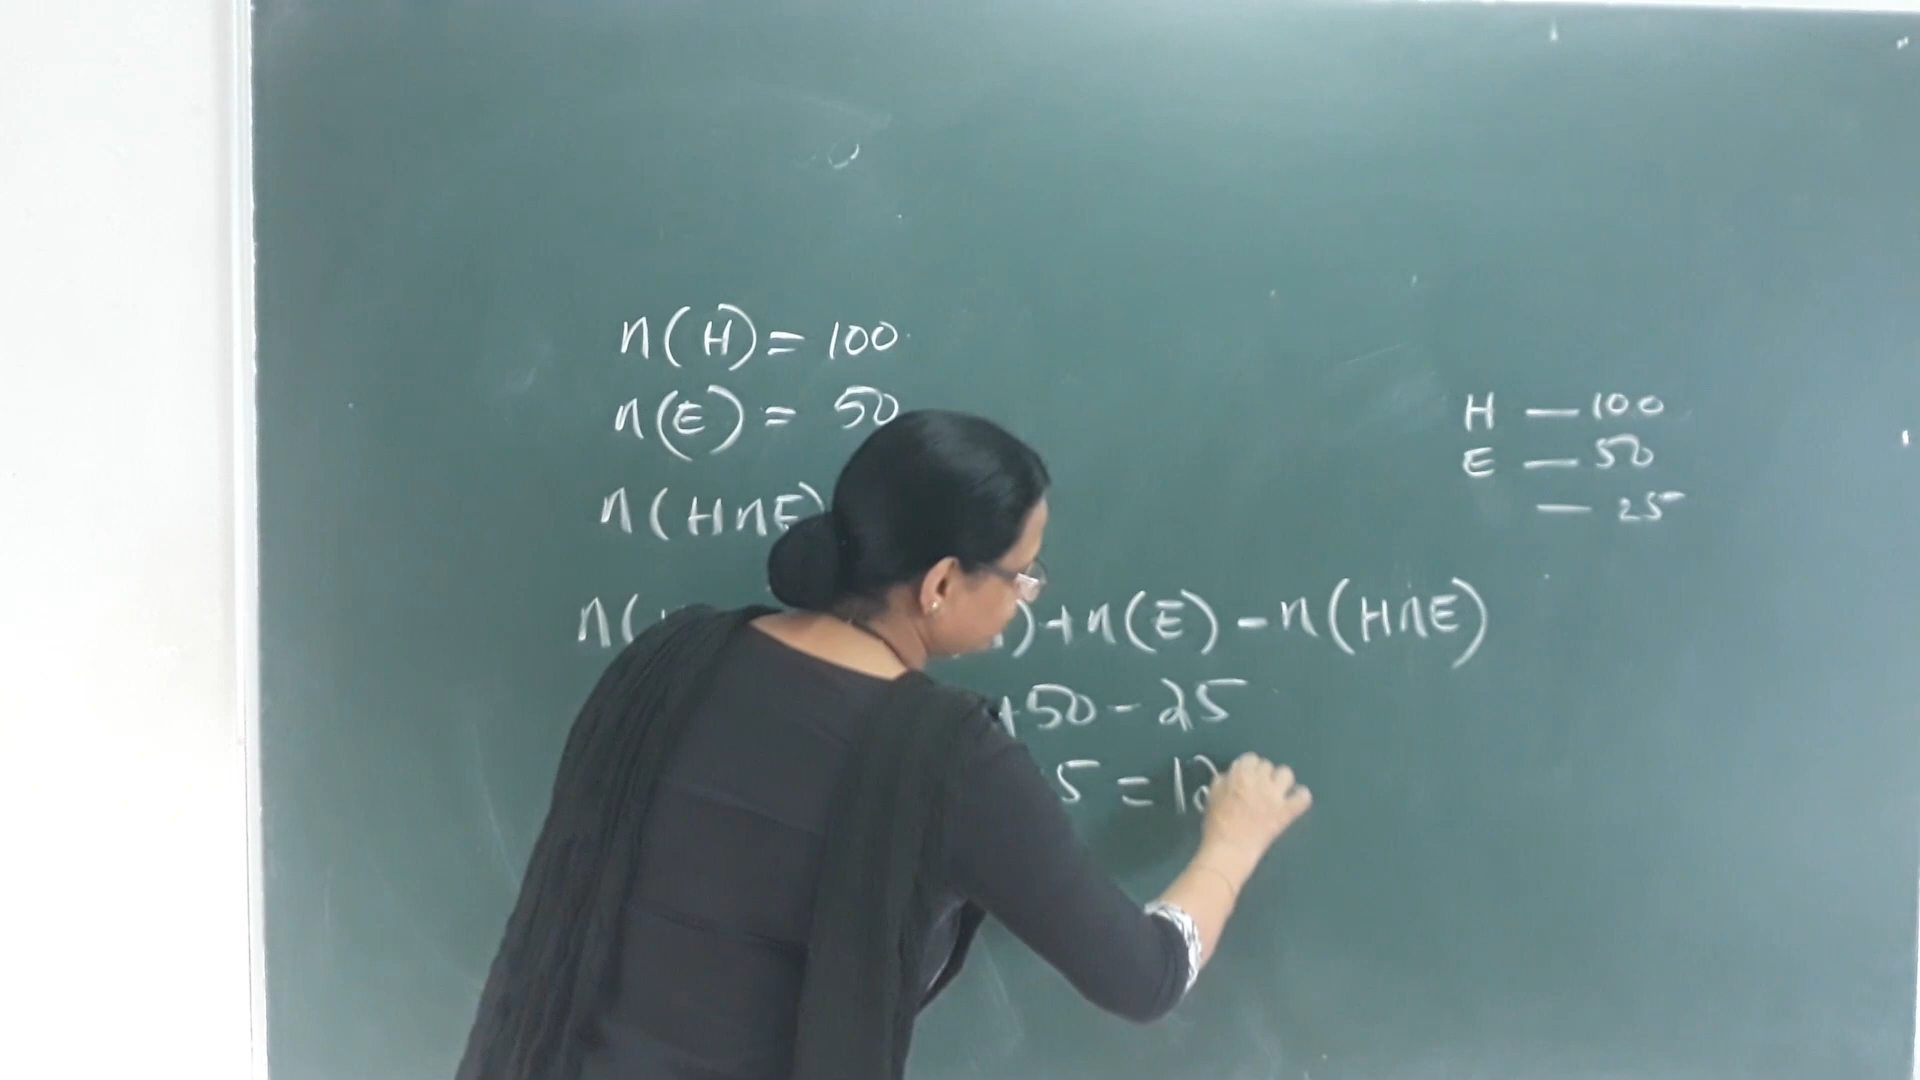 n(H) = 100
n(E) = 50
n(H∩E)
n( ) + n(E) - n(H∩E)
+50 - 25
5 = 12
H — 100
E — 50
— 25